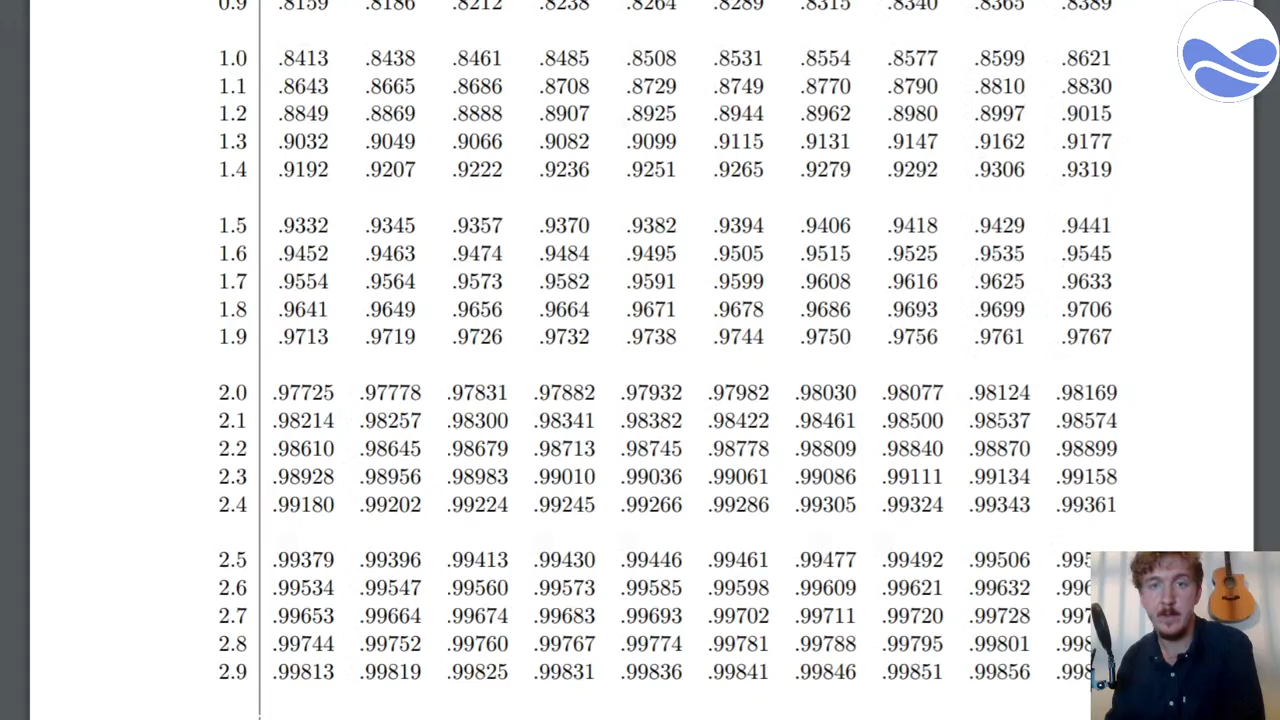 0.9 .8159 .8186 .8212 .8238 .8264 .8289 .8315 .8340 .8365 .8389
1.0 .8413 .8438 .8461 .8485 .8508 .8531 .8554 .8577 .8599 .8621
1.1 .8643 .8665 .8686 .8708 .8729 .8749 .8770 .8790 .8810 .8830
1.2 .8849 .8869 .8888 .8907 .8925 .8944 .8962 .8980 .8997 .9015
1.3 .9032 .9049 .9066 .9082 .9099 .9115 .9131 .9147 .9162 .9177
1.4 .9192 .9207 .9222 .9236 .9251 .9265 .9279 .9292 .9306 .9319
1.5 .9332 .9345 .9357 .9370 .9382 .9394 .9406 .9418 .9429 .9441
1.6 .9452 .9463 .9474 .9484 .9495 .9505 .9515 .9525 .9535 .9545
1.7 .9554 .9564 .9573 .9582 .9591 .9599 .9608 .9616 .9625 .9633
1.8 .9641 .9649 .9656 .9664 .9671 .9678 .9686 .9693 .9699 .9706
1.9 .9713 .9719 .9726 .9732 .9738 .9744 .9750 .9756 .9761 .9767
2.0 .97725 .97778 .97831 .97882 .97932 .97982 .98030 .98077 .98124 .98169
2.1 .98214 .98257 .98300 .98341 .98382 .98422 .98461 .98500 .98537 .98574
2.2 .98610 .98645 .98679 .98713 .98745 .98778 .98809 .98840 .98870 .98899
2.3 .98928 .98956 .98983 .99010 .99036 .99061 .99086 .99111 .99134 .99158
2.4 .99180 .99202 .99224 .99245 .99266 .99286 .99305 .99324 .99343 .99361
2.5 .99379 .99396 .99413 .99430 .99446 .99461 .99477 .99492 .99506
2.6 .99534 .99547 .99560 .99573 .99585 .99598 .99609 .99621 .99632
2.7 .99653 .99664 .99674 .99683 .99693 .99702 .99711 .99720 .99728
2.8 .99744 .99752 .99760 .99767 .99774 .99781 .99788 .99795 .99801
2.9 .99813 .99819 .99825 .99831 .99836 .99841 .99846 .99851 .99856